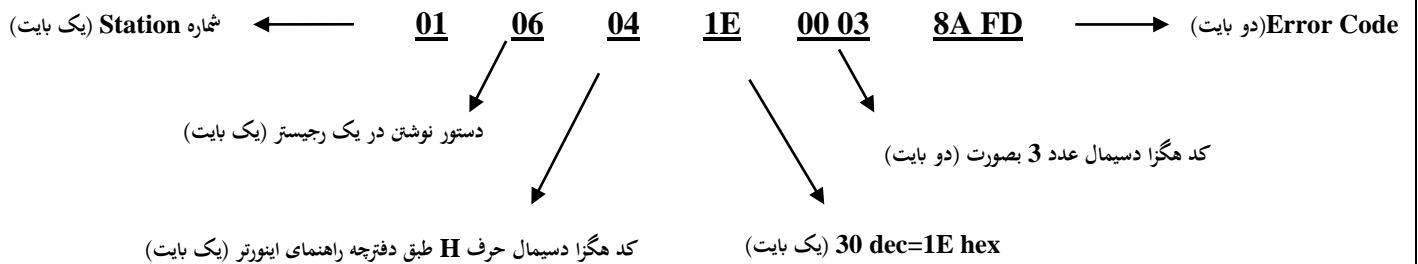 شماره Station (یک بایت) 01 06 04 1E 00 03 8A FD Error Code(دو بایت)
دستور نوشتن در یک رجیستر (یک بایت)
کد هگزا دسیمال عدد 3 بصورت (دو بایت)
کد هگزا دسیمال حرف H طبق دفترچه راهنمای اینورتر (یک بایت)
30 dec=1E hex (یک بایت)